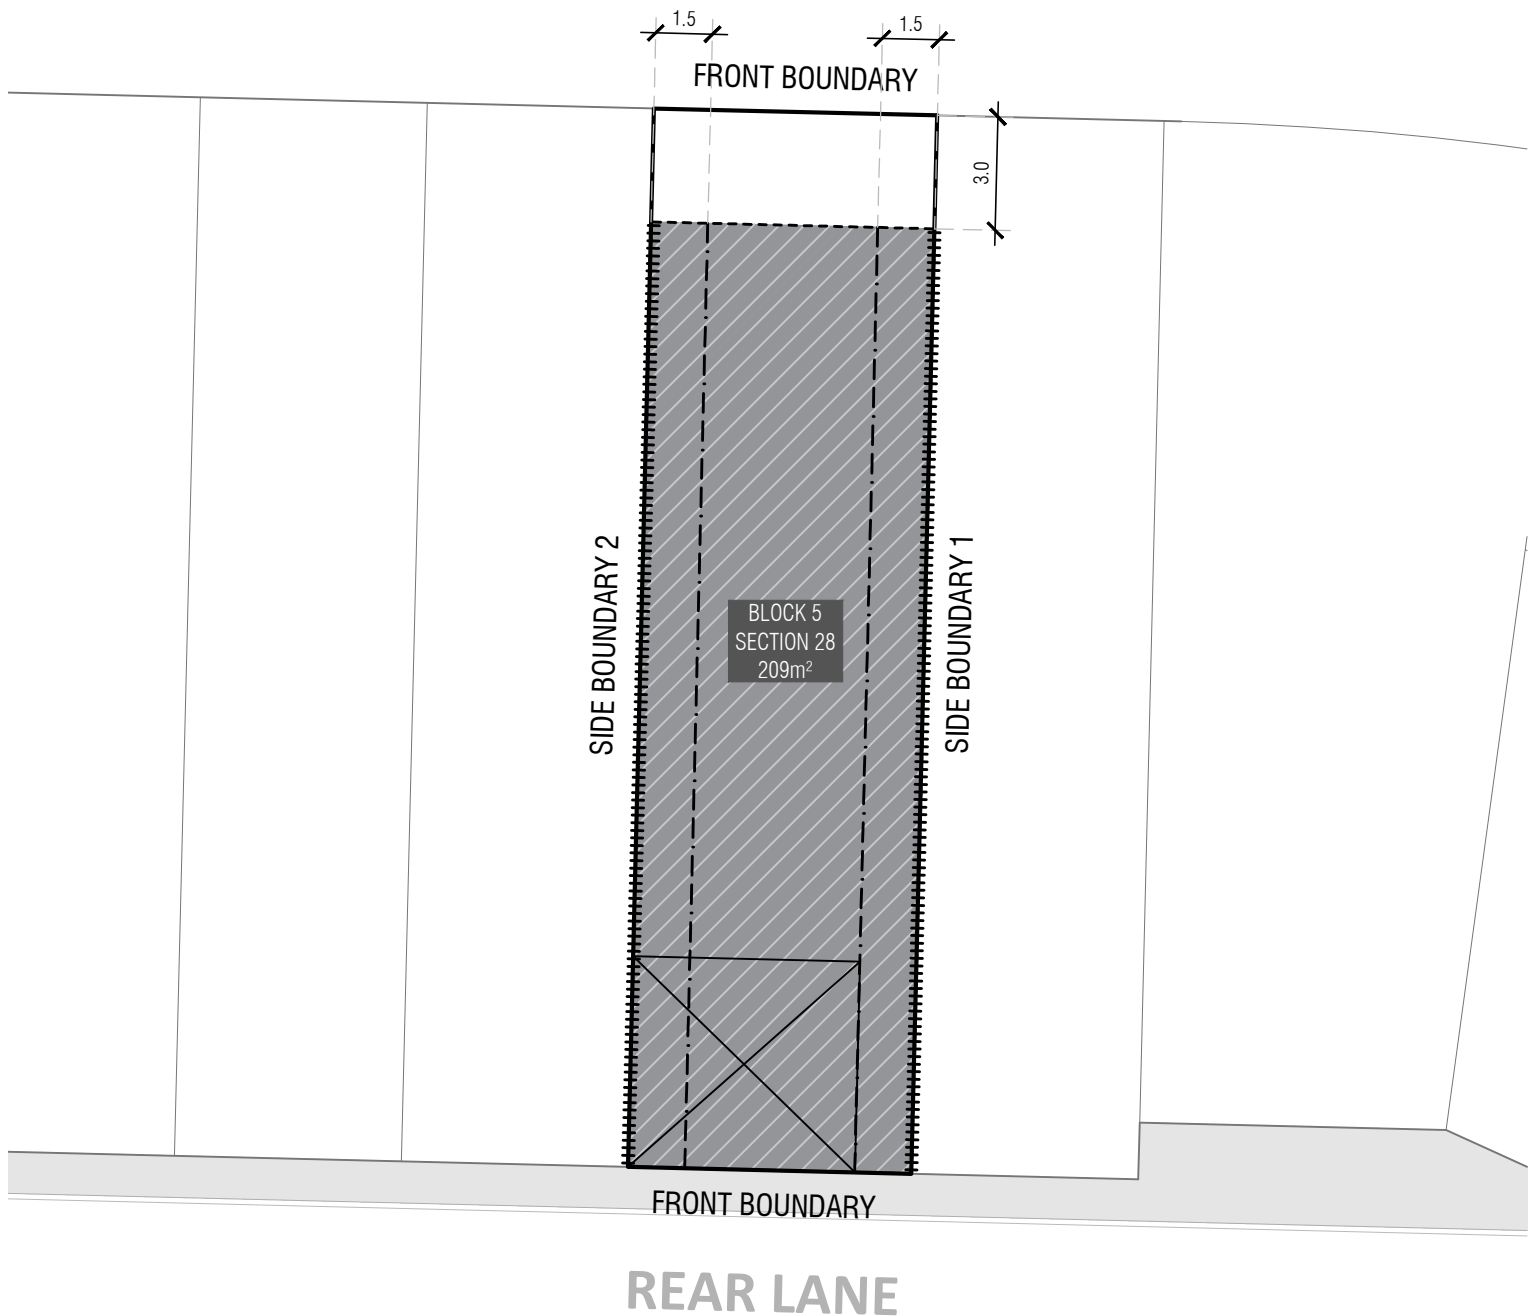 1.5
1.5
FRONT BOUNDARY
3.0
SIDE BOUNDARY 2
SIDE BOUNDARY 1
BLOCK 5
SECTION 28
209m²
FRONT BOUNDARY
REAR LANE